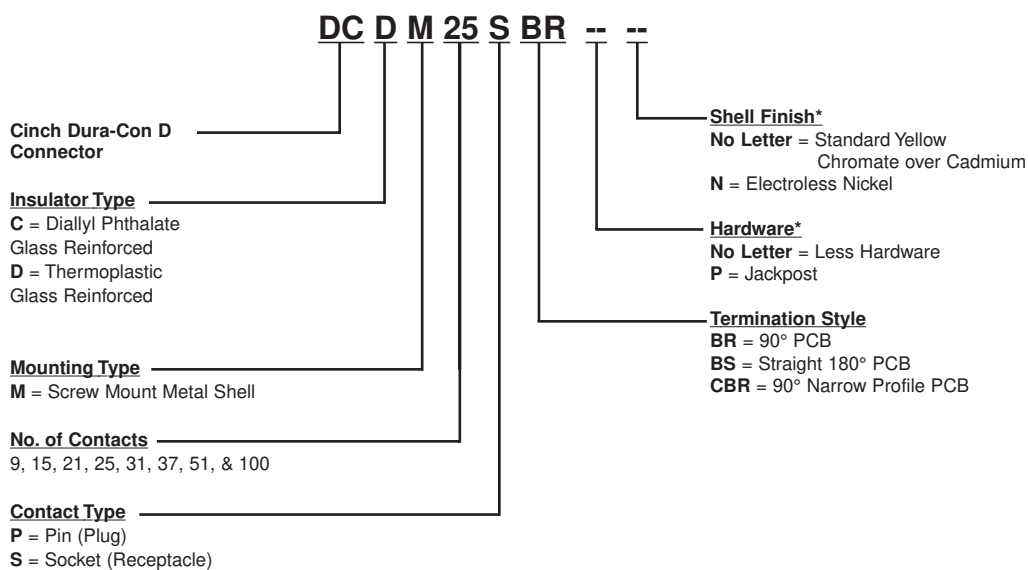 DC D M 25 S BR -- --
Cinch Dura-Con D
Connector
Insulator Type
C = Diallyl Phthalate
Glass Reinforced
D = Thermoplastic
Glass Reinforced
Mounting Type
M = Screw Mount Metal Shell
No. of Contacts
9, 15, 21, 25, 31, 37, 51, & 100
Contact Type
P = Pin (Plug)
S = Socket (Receptacle)
Shell Finish*
No Letter = Standard Yellow
Chromate over Cadmium
N = Electroless Nickel
Hardware*
No Letter = Less Hardware
P = Jackpost
Termination Style
BR = 90° PCB
BS = Straight 180° PCB
CBR = 90° Narrow Profile PCB